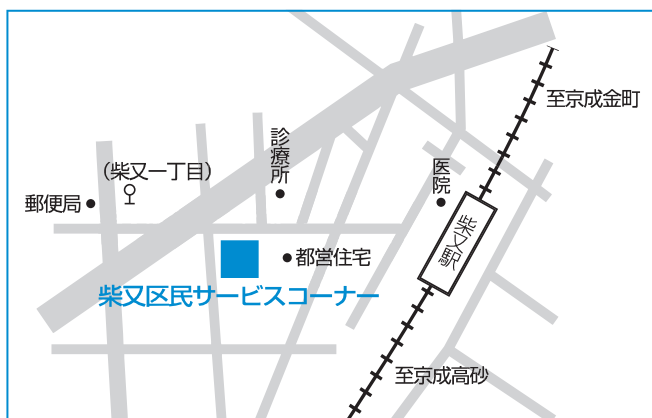 至京成金町
診療所
(柴又一丁目)
医院
郵便局
柴又駅
都営住宅
柴又区民サービスコーナー
至京成高砂